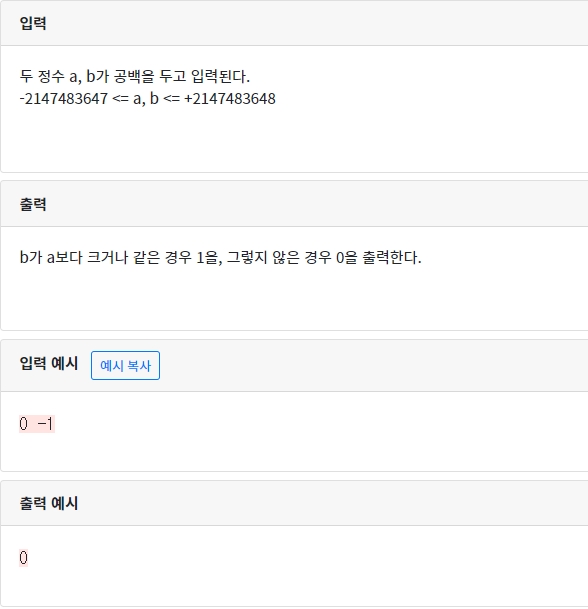 입력
두 정수 a, b가 공백을 두고 입력된다.
-2147483647 <= a, b <= +2147483648
출력
b가 a보다 크거나 같은 경우 1을, 그렇지 않은 경우 0을 출력한다.
입력 예시 예시 복사
0 -1
출력 예시
0